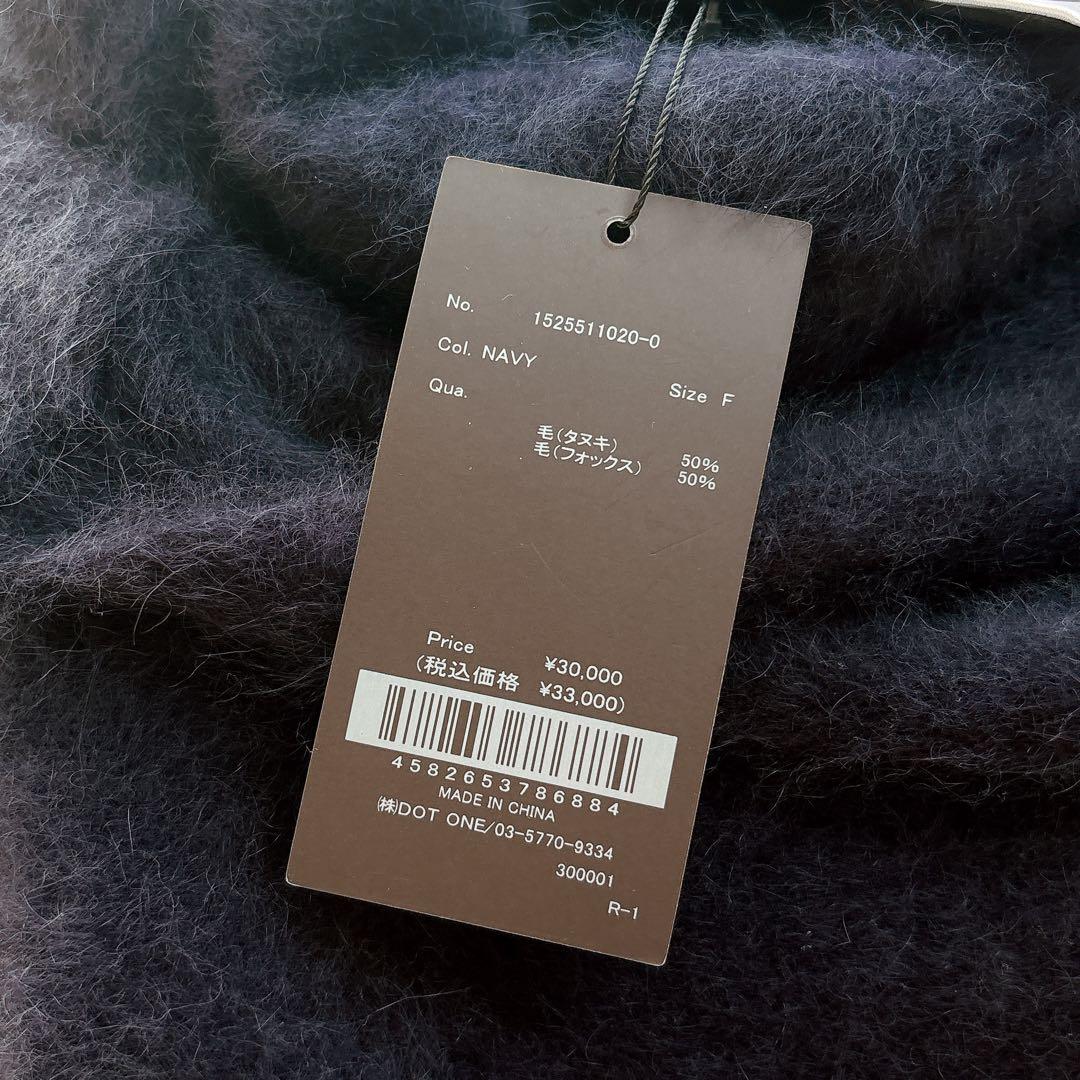 No. 1525511020-0
Col. NAVY
Size F
Qua.
毛(タヌキ) 50%
毛(フォックス) 50%
Price ¥30,000
(税込価格 ¥33,000)
4582653786884
MADE IN CHINA
㈱DOT ONE/03-5770-9334
300001
R-1